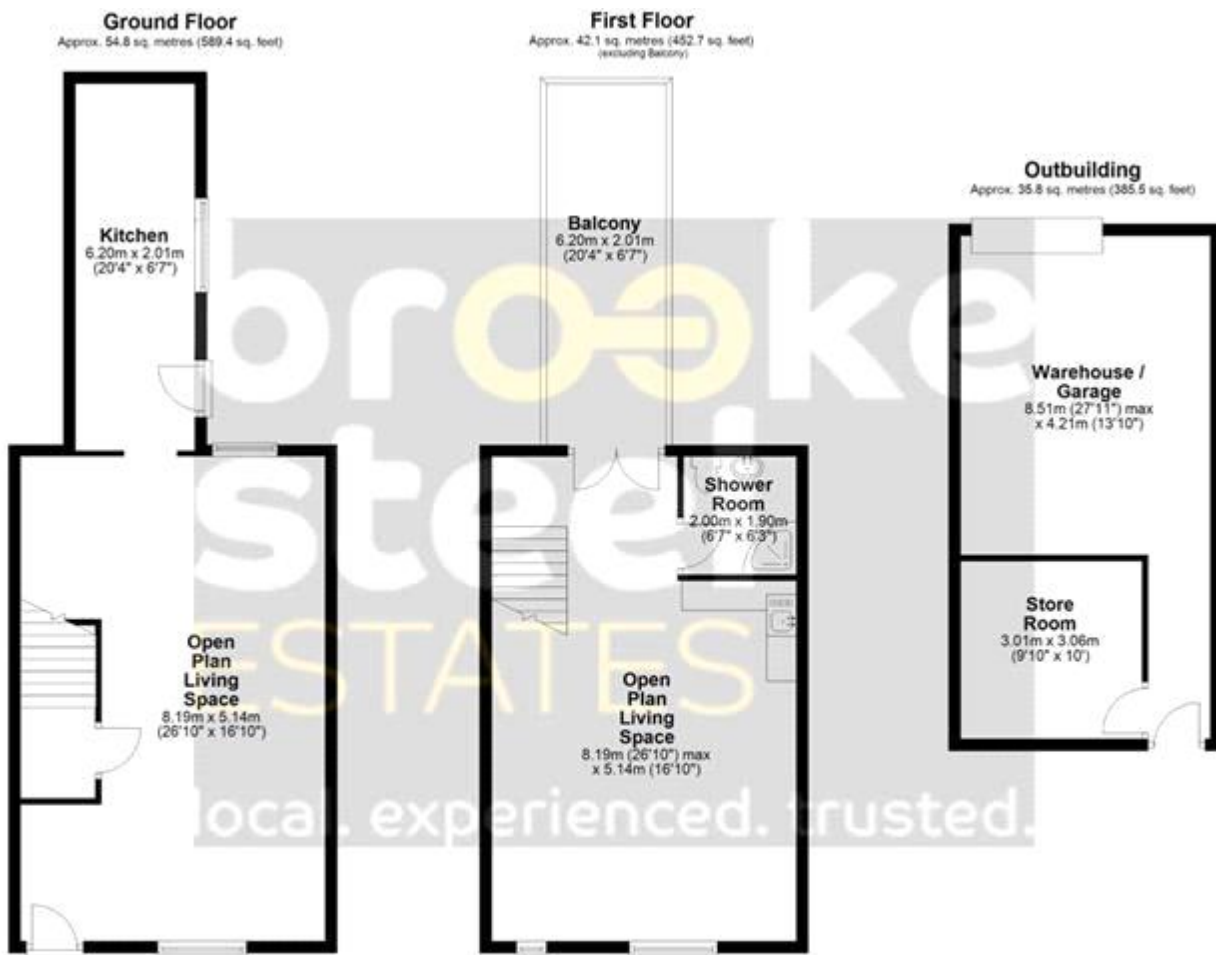 Ground Floor
Approx. 54.8 sq. metres (589.4 sq. feet)
Kitchen
6.20m x 2.01m
(20'4" x 6'7")
Open
Plan
Living
Space
8.19m x 5.14m
(26'10" x 16'10")
First Floor
Approx. 42.1 sq. metres (452.7 sq. feet)
(excluding Balcony)
Balcony
6.20m x 2.01m
(20'4" x 6'7")
Shower
Room
2.00m x 1.90m
(6'7" x 6'3")
Open
Plan
Living
Space
8.19m (26'10") max
x 5.14m (16'10")
Outbuilding
Approx. 35.8 sq. metres (385.5 sq. feet)
Warehouse /
Garage
8.51m (27'11") max
x 4.21m (13'10")
Store
Room
3.01m x 3.06m
(9'10" x 10')
brooke
steel
ESTATES
local. experienced. trusted.